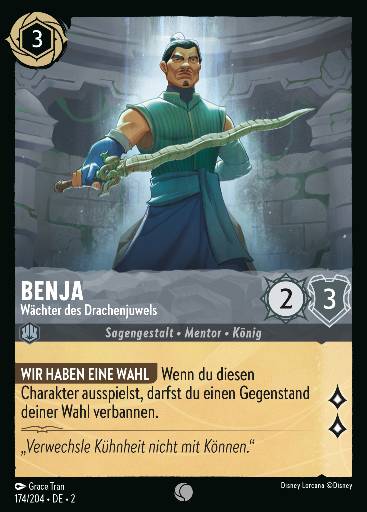 3
BENJA
Wächter des Drachenjuwels
2
3
Sagengestalt • Mentor • König
WIR HABEN EINE WAHL Wenn du diesen
Charakter ausspielst, darfst du einen Gegenstand
deiner Wahl verbannen.
„Verwechsle Kühnheit nicht mit Können.“
Grace Tran
Disney Lorcana ©Disney
174/204 • DE • 2